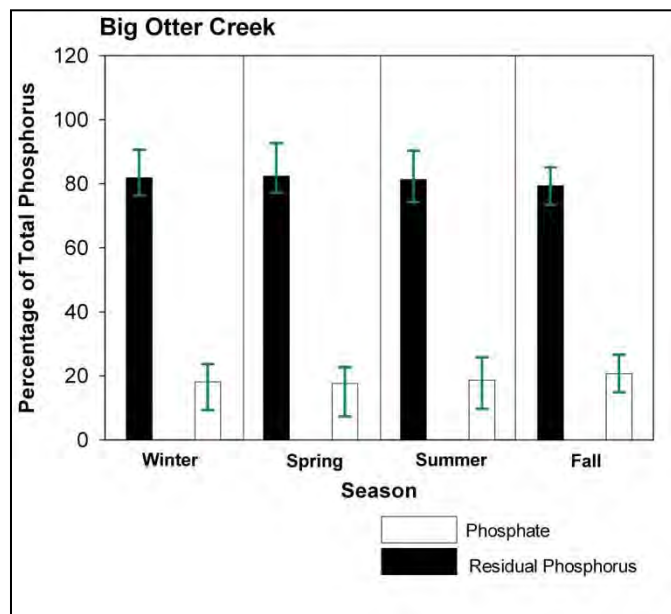 Big Otter Creek
120
100
80
60
40
20
0
Percentage of Total Phosphorus
Winter
Spring
Summer
Fall
Season
Phosphate
Residual Phosphorus